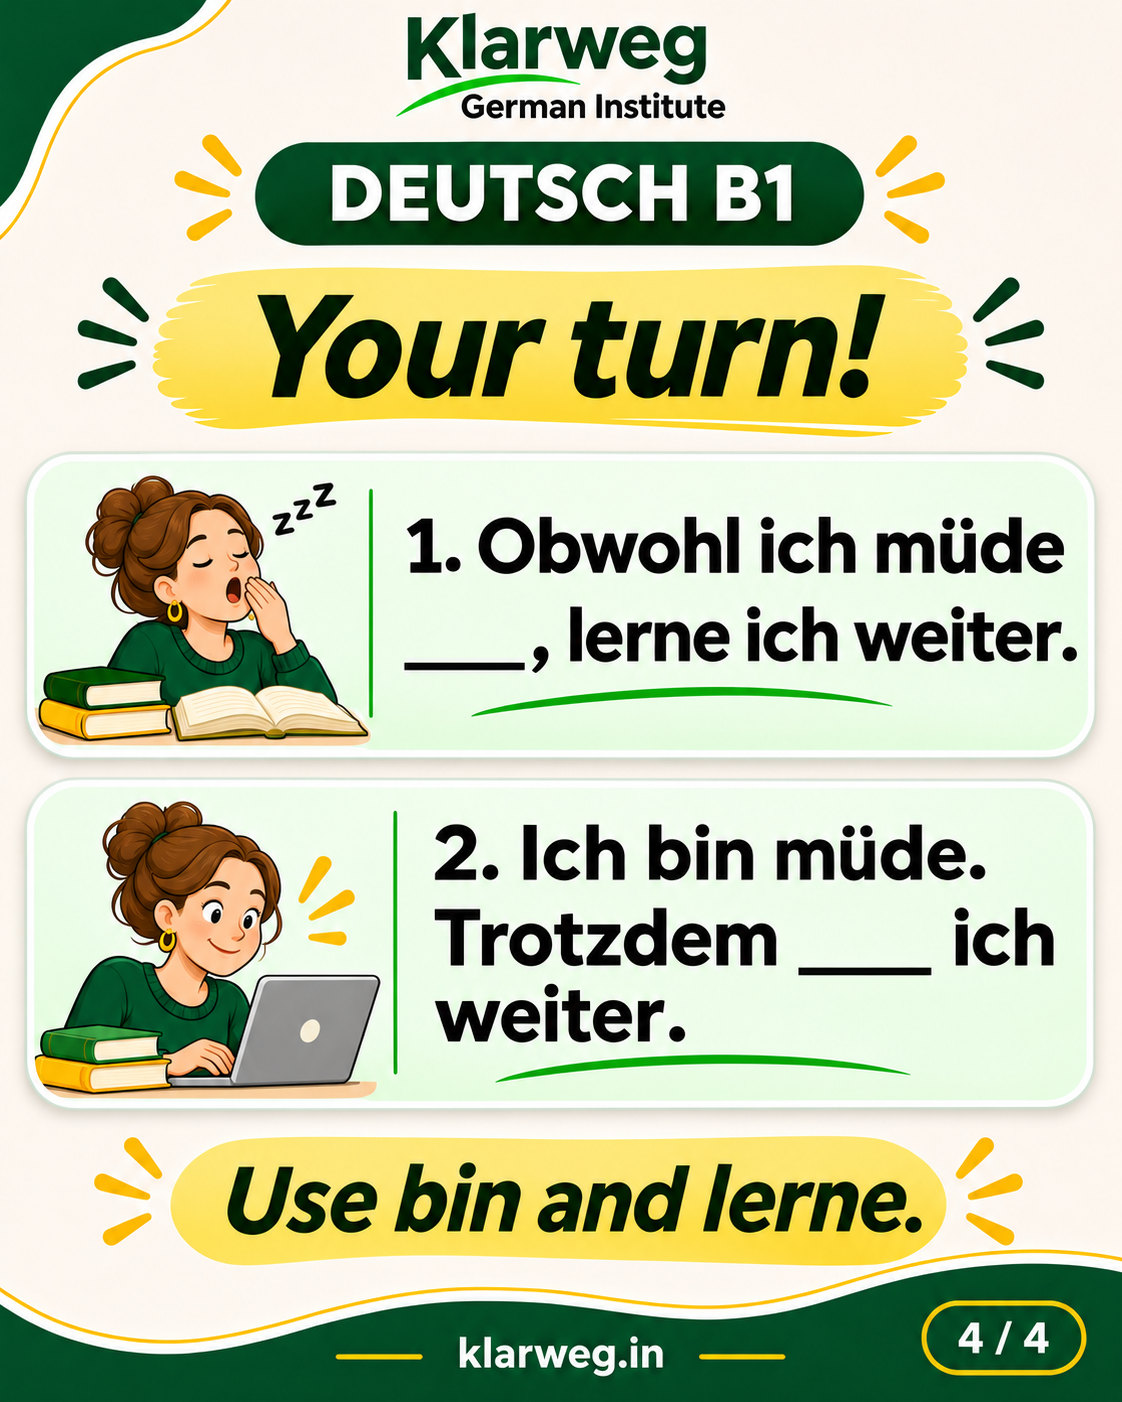 Klarweg
German Institute
DEUTSCH B1
Your turn!
zzz
1. Obwohl ich müde
___, lerne ich weiter.
2. Ich bin müde.
Trotzdem ___ ich
weiter.
Use bin and lerne.
klarweg.in
4 / 4